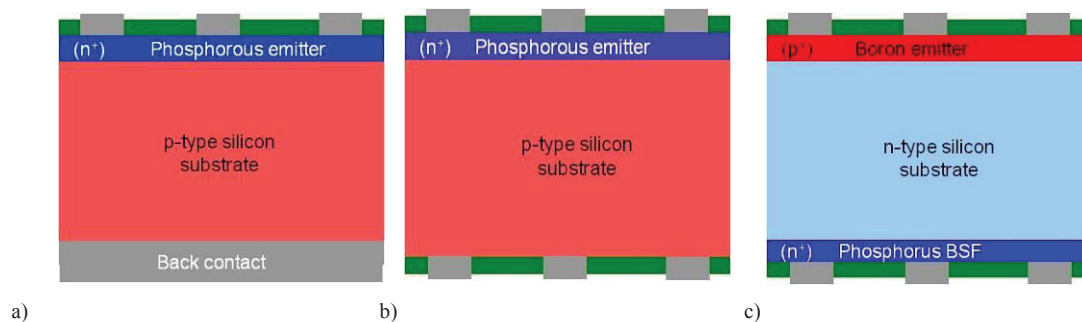 (n+) Phosphorous emitter
p-type silicon
substrate
Back contact
a)
(n+) Phosphorous emitter
p-type silicon
substrate
b)
(p+) Boron emitter
n-type silicon
substrate
(n+) Phosphorus BSF
c)